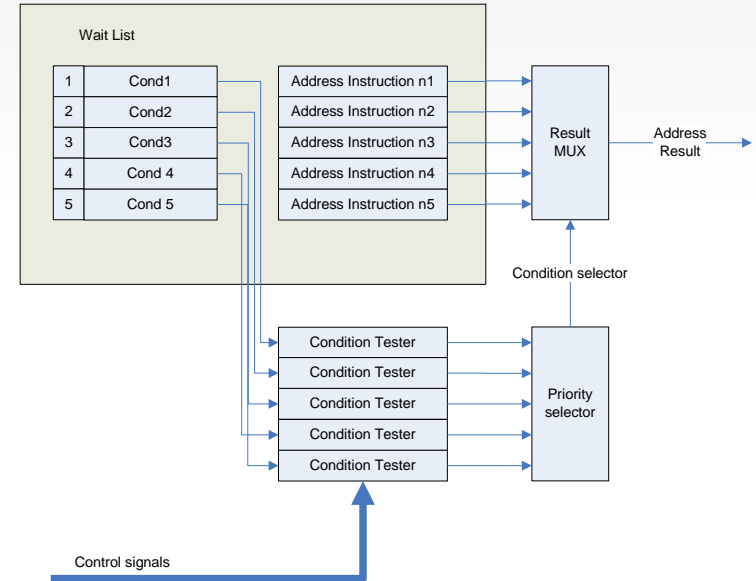 Wait List
1 Cond1
2 Cond2
3 Cond3
4 Cond 4
5 Cond 5
Address Instruction n1
Address Instruction n2
Address Instruction n3
Address Instruction n4
Address Instruction n5
Result
MUX
Address
Result
Condition selector
Condition Tester
Condition Tester
Condition Tester
Condition Tester
Condition Tester
Priority
selector
Control signals